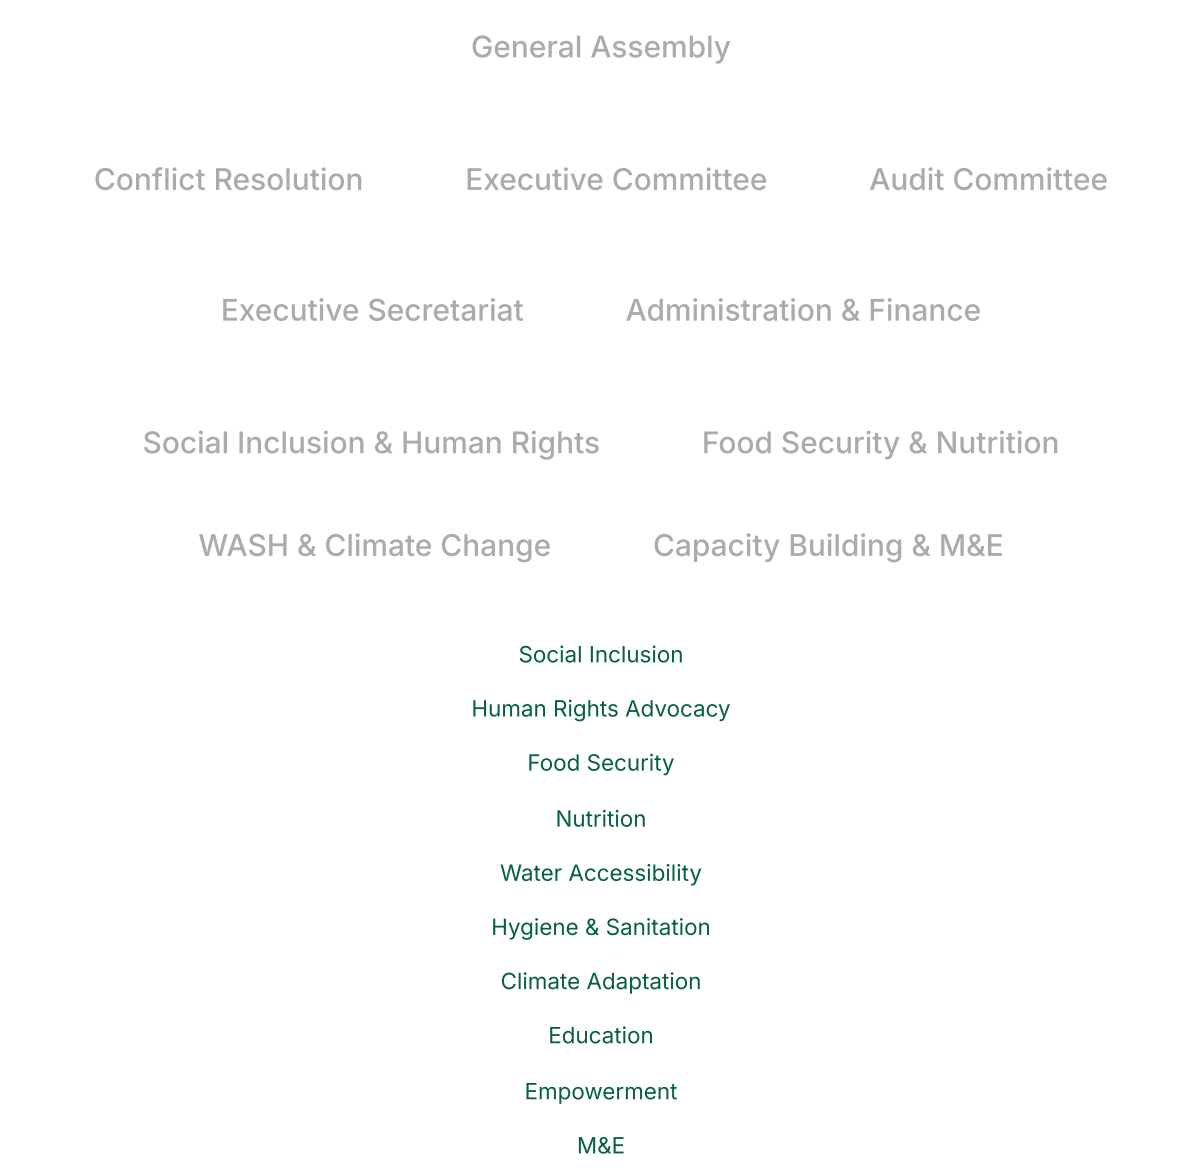 General Assembly
Conflict Resolution Executive Committee Audit Committee
Executive Secretariat Administration & Finance
Social Inclusion & Human Rights Food Security & Nutrition
WASH & Climate Change Capacity Building & M&E
Social Inclusion
Human Rights Advocacy
Food Security
Nutrition
Water Accessibility
Hygiene & Sanitation
Climate Adaptation
Education
Empowerment
M&E